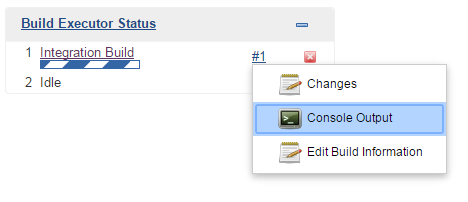 Build Executor Status
1 Integration Build #1
2 Idle
Changes
Console Output
Edit Build Information